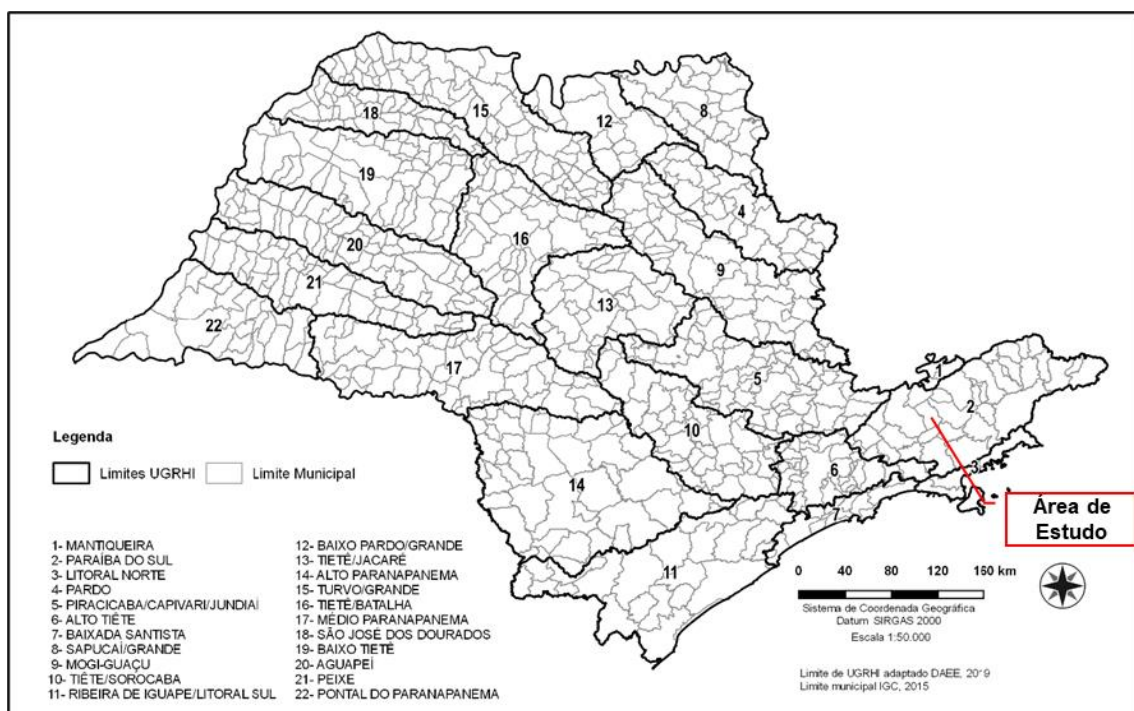 15
8
18
12
19
4
16
20
9
21
13
22
1
17
5
2
10
6
3
14
7
11
Área de
Estudo
Legenda
Limites UGRHI
Limite Municipal
1- MANTIQUEIRA
2- PARAÍBA DO SUL
3- LITORAL NORTE
4- PARDO
5- PIRACICABA/CAPIVARI/JUNDIAÍ
6- ALTO TIÊTE
7- BAIXADA SANTISTA
8- SAPUCAÍ/GRANDE
9- MOGI-GUAÇU
10- TIÊTE/SOROCABA
11- RIBEIRA DE IGUAPE/LITORAL SUL
12- BAIXO PARDO/GRANDE
13- TIETÊ/JACARÉ
14- ALTO PARANAPANEMA
15- TURVO/GRANDE
16- TIETÊ/BATALHA
17- MÉDIO PARANAPANEMA
18- SÃO JOSÉ DOS DOURADOS
19- BAIXO TIETÊ
20- AGUAPEÍ
21- PEIXE
22- PONTAL DO PARANAPANEMA
0 40 80 120 160 km
Sistema de Coordenada Geográfica
Datum SIRGAS 2000
Escala 1:50.000
Limite de UGRHI adaptado DAEE, 2019
Limite municipal IGC, 2015